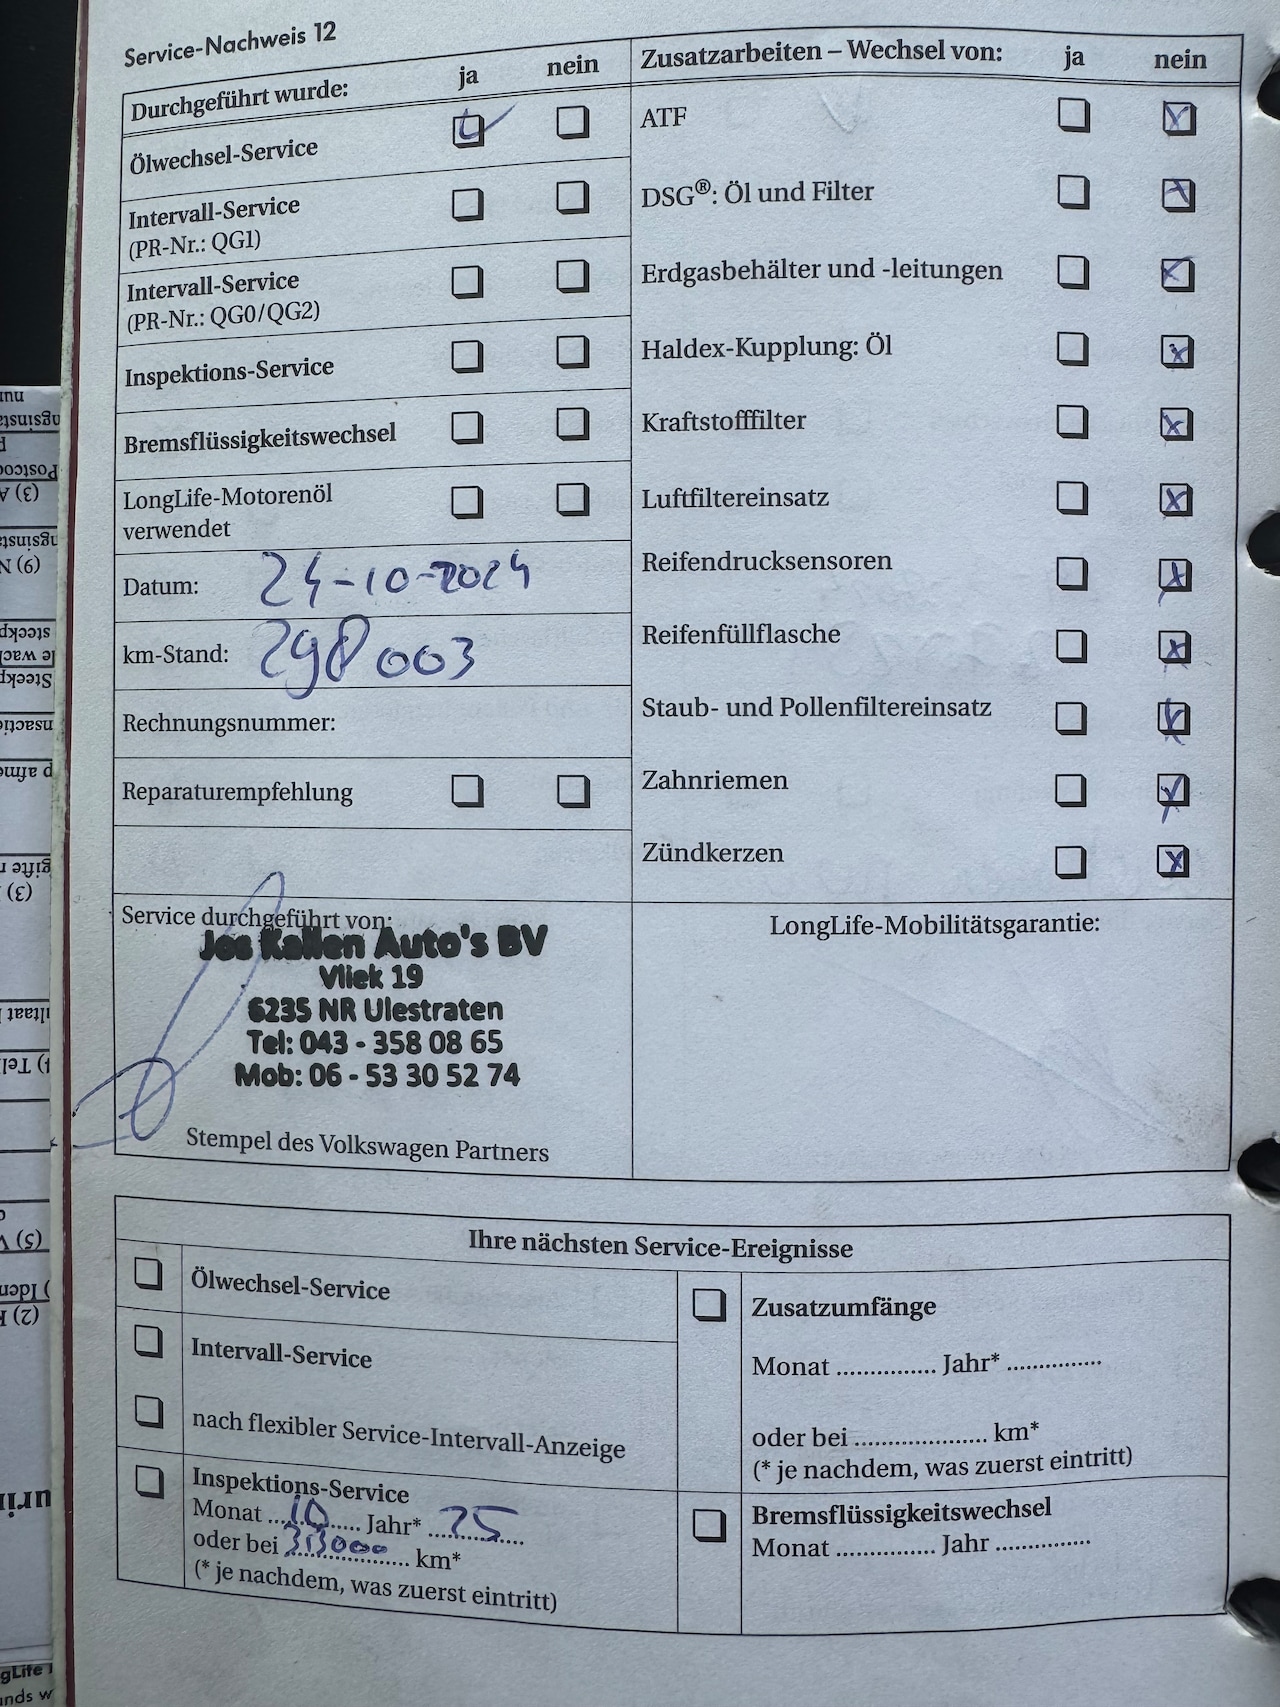 Service-Nachweis 12
Durchgeführt wurde: ja nein
Ölwechsel-Service
Intervall-Service
(PR-Nr.: QG1)
Intervall-Service
(PR-Nr.: QG0/QG2)
Inspektions-Service
Bremsflüssigkeitswechsel
LongLife-Motorenöl
verwendet
Datum: 24-10-2024
km-Stand: 298003
Rechnungsnummer:
Reparaturempfehlung
Zusatzarbeiten – Wechsel von: ja nein
ATF
DSG®: Öl und Filter
Erdgasbehälter und -leitungen
Haldex-Kupplung: Öl
Kraftstofffilter
Luftfiltereinsatz
Reifendrucksensoren
Reifenfüllflasche
Staub- und Pollenfiltereinsatz
Zahnriemen
Zündkerzen
Service durchgeführt von:
Jos Kallen Auto's BV
Vliek 19
6235 NR Ulestraten
Tel: 043 - 358 08 65
Mob: 06 - 53 30 52 74
Stempel des Volkswagen Partners
LongLife-Mobilitätsgarantie:
Ihre nächsten Service-Ereignisse
Ölwechsel-Service
Intervall-Service
nach flexibler Service-Intervall-Anzeige
Inspektions-Service
Monat 10 Jahr* 25
oder bei 313000 km*
(* je nachdem, was zuerst eintritt)
Zusatzumfänge
Monat ............... Jahr* ..............
oder bei .................... km*
(* je nachdem, was zuerst eintritt)
Bremsflüssigkeitswechsel
Monat ............... Jahr ..............